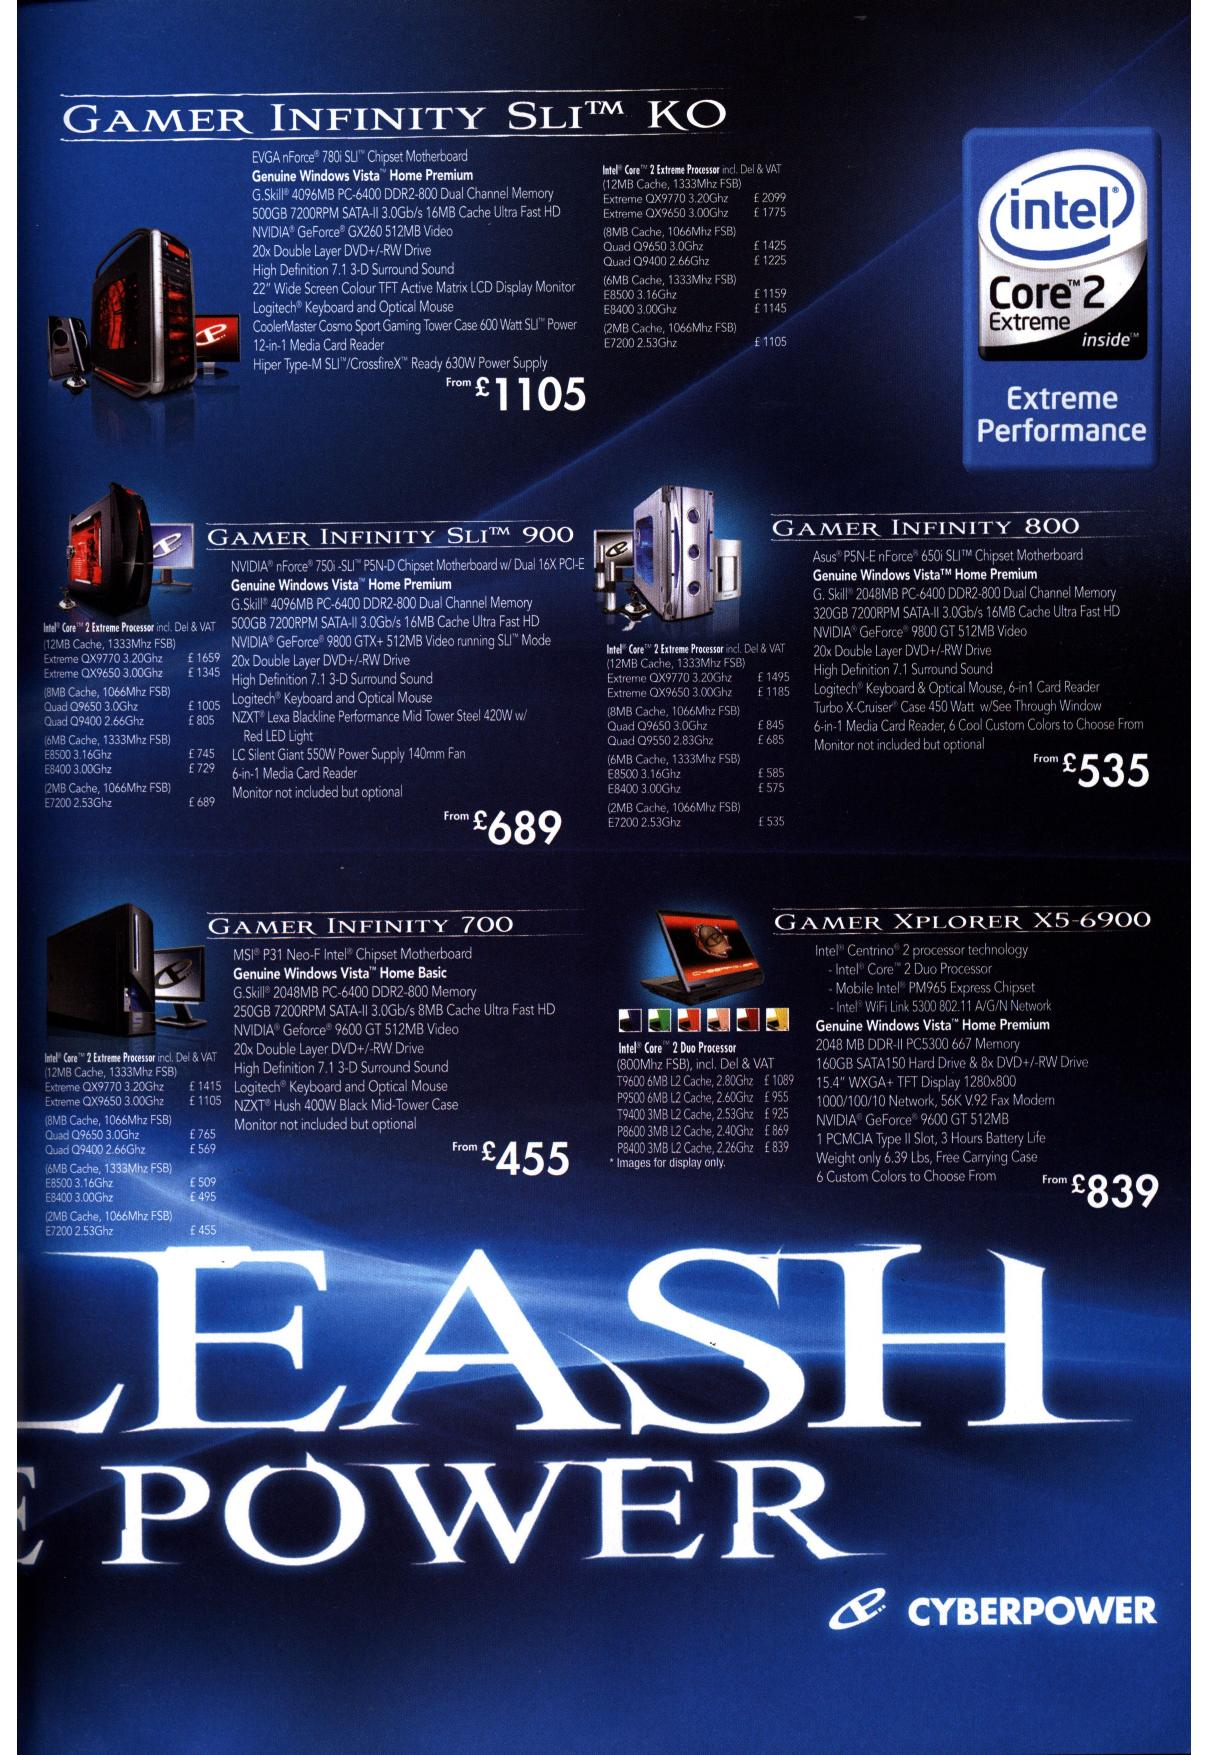 GAMER INFINITY SLI™ KO
EVGA nForce® 780i SLI™ Chipset Motherboard
Genuine Windows Vista™ Home Premium
G.Skill® 4096MB PC-6400 DDR2-800 Dual Channel Memory
500GB 7200RPM SATA-II 3.0Gb/s 16MB Cache Ultra Fast HD
NVIDIA® GeForce® GX260 512MB Video
20x Double Layer DVD+/-RW Drive
High Definition 7.1 3-D Surround Sound
22" Wide Screen Colour TFT Active Matrix LCD Display Monitor
Logitech® Keyboard and Optical Mouse
CoolerMaster Cosmo Sport Gaming Tower Case 600 Watt SLI™ Power
12-in-1 Media Card Reader
Hiper Type-M SLI™/CrossfireX™ Ready 630W Power Supply
From £1105
Intel® Core™ 2 Extreme Processor incl. Del & VAT
(12MB Cache, 1333Mhz FSB)
Extreme QX9770 3.20Ghz £ 2099
Extreme QX9650 3.00Ghz £ 1775
(8MB Cache, 1066Mhz FSB)
Quad Q9650 3.0Ghz £ 1425
Quad Q9400 2.66Ghz £ 1225
(6MB Cache, 1333Mhz FSB)
E8500 3.16Ghz £ 1159
E8400 3.00Ghz £ 1145
(2MB Cache, 1066Mhz FSB)
E7200 2.53Ghz £ 1105
intel®
Core™ 2
Extreme
inside™
Extreme
Performance
GAMER INFINITY SLI™ 900
NVIDIA® nForce® 750i -SLI™ P5N-D Chipset Motherboard w/ Dual 16X PCI-E
Genuine Windows Vista™ Home Premium
G.Skill® 4096MB PC-6400 DDR2-800 Dual Channel Memory
500GB 7200RPM SATA-II 3.0Gb/s 16MB Cache Ultra Fast HD
NVIDIA® GeForce® 9800 GTX+ 512MB Video running SLI™ Mode
20x Double Layer DVD+/-RW Drive
High Definition 7.1 3-D Surround Sound
Logitech® Keyboard and Optical Mouse
NZXT® Lexa Blackline Performance Mid Tower Steel 420W w/
Red LED Light
LC Silent Giant 550W Power Supply 140mm Fan
6-in-1 Media Card Reader
Monitor not included but optional
From £689
Intel® Core™ 2 Extreme Processor incl. Del & VAT
(12MB Cache, 1333Mhz FSB)
Extreme QX9770 3.20Ghz £ 1659
Extreme QX9650 3.00Ghz £ 1345
(8MB Cache, 1066Mhz FSB)
Quad Q9650 3.0Ghz £ 1005
Quad Q9400 2.66Ghz £ 805
(6MB Cache, 1333Mhz FSB)
E8500 3.16Ghz £ 745
E8400 3.00Ghz £ 729
(2MB Cache, 1066Mhz FSB)
E7200 2.53Ghz £ 689
GAMER INFINITY 800
Asus® P5N-E nForce® 650i SLI™ Chipset Motherboard
Genuine Windows Vista™ Home Premium
G. Skill® 2048MB PC-6400 DDR2-800 Dual Channel Memory
320GB 7200RPM SATA-II 3.0Gb/s 16MB Cache Ultra Fast HD
NVIDIA® GeForce® 9800 GT 512MB Video
20x Double Layer DVD+/-RW Drive
High Definition 7.1 Surround Sound
Logitech® Keyboard & Optical Mouse, 6-in1 Card Reader
Turbo X-Cruiser® Case 450 Watt w/See Through Window
6-in-1 Media Card Reader, 6 Cool Custom Colors to Choose From
Monitor not included but optional
From £535
Intel® Core™ 2 Extreme Processor incl. Del & VAT
(12MB Cache, 1333Mhz FSB)
Extreme QX9770 3.20Ghz £ 1495
Extreme QX9650 3.00Ghz £ 1185
(8MB Cache, 1066Mhz FSB)
Quad Q9650 3.0Ghz £ 845
Quad Q9550 2.83Ghz £ 685
(6MB Cache, 1333Mhz FSB)
E8500 3.16Ghz £ 585
E8400 3.00Ghz £ 575
(2MB Cache, 1066Mhz FSB)
E7200 2.53Ghz £ 535
GAMER INFINITY 700
MSI® P31 Neo-F Intel® Chipset Motherboard
Genuine Windows Vista™ Home Basic
G.Skill® 2048MB PC-6400 DDR2-800 Memory
250GB 7200RPM SATA-II 3.0Gb/s 8MB Cache Ultra Fast HD
NVIDIA® Geforce® 9600 GT 512MB Video
20x Double Layer DVD+/-RW Drive
High Definition 7.1 3-D Surround Sound
Logitech® Keyboard and Optical Mouse
NZXT® Hush 400W Black Mid-Tower Case
Monitor not included but optional
From £455
Intel® Core™ 2 Extreme Processor incl. Del & VAT
(12MB Cache, 1333Mhz FSB)
Extreme QX9770 3.20Ghz £ 1415
Extreme QX9650 3.00Ghz £ 1105
(8MB Cache, 1066Mhz FSB)
Quad Q9650 3.0Ghz £ 765
Quad Q9400 2.66Ghz £ 569
(6MB Cache, 1333Mhz FSB)
E8500 3.16Ghz £ 509
E8400 3.00Ghz £ 495
(2MB Cache, 1066Mhz FSB)
E7200 2.53Ghz £ 455
GAMER XPLORER X5-6900
Intel® Centrino® 2 processor technology
- Intel® Core™ 2 Duo Processor
- Mobile Intel® PM965 Express Chipset
- Intel® WiFi Link 5300 802.11 A/G/N Network
Genuine Windows Vista™ Home Premium
2048 MB DDR-II PC5300 667 Memory
160GB SATA150 Hard Drive & 8x DVD+/-RW Drive
15.4" WXGA+ TFT Display 1280x800
1000/100/10 Network, 56K V.92 Fax Modem
NVIDIA® GeForce® 9600 GT 512MB
1 PCMCIA Type II Slot, 3 Hours Battery Life
Weight only 6.39 Lbs, Free Carrying Case
6 Custom Colors to Choose From
From £839
Intel® Core™ 2 Duo Processor
(800Mhz FSB), incl. Del & VAT
T9600 6MB L2 Cache, 2.80Ghz £ 1089
P9500 6MB L2 Cache, 2.60Ghz £ 955
T9400 3MB L2 Cache, 2.53Ghz £ 925
P8600 3MB L2 Cache, 2.40Ghz £ 869
P8400 3MB L2 Cache, 2.26Ghz £ 839
* Images for display only.
LEASH
E POWER
CYBERPOWER